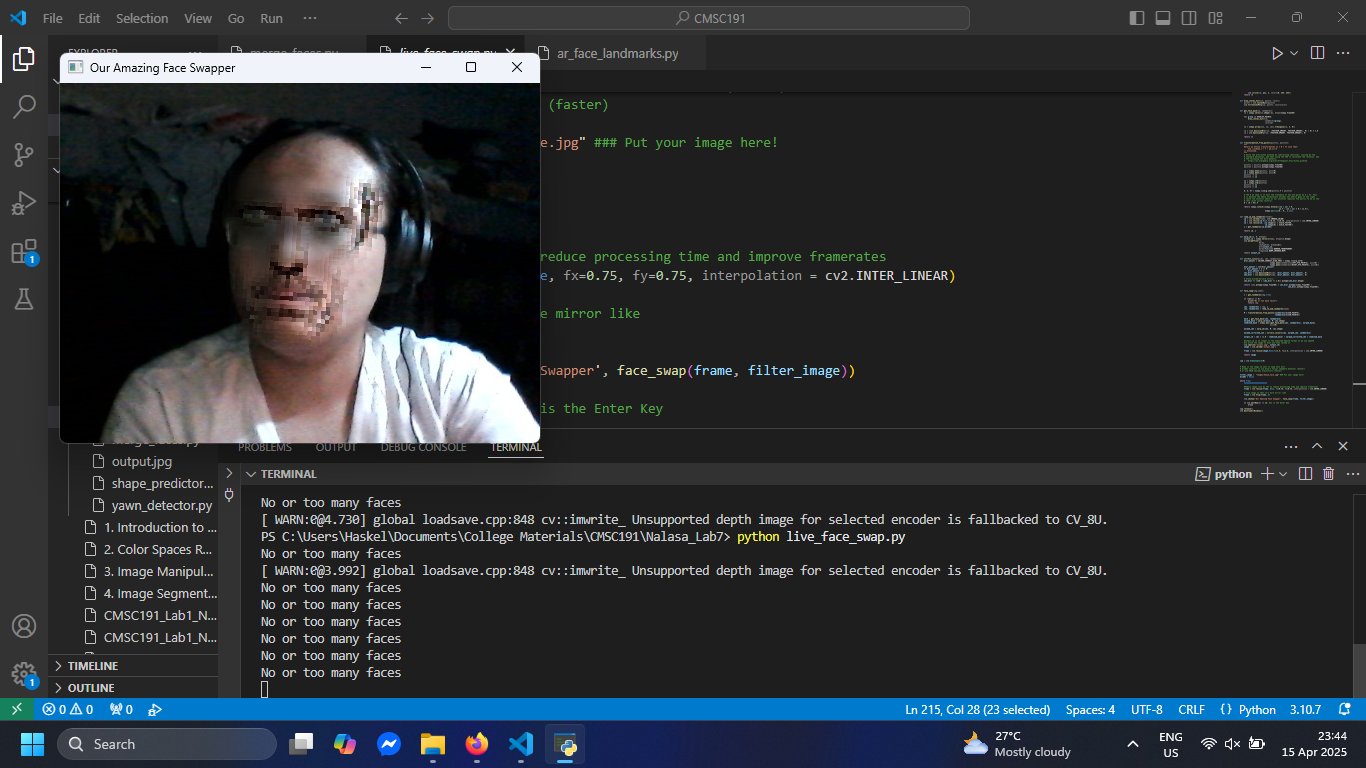 File Edit Selection View Go Run ···
CMSC191
EXPLORER
merge_faces.py
live_face_swap.py
ar_face_landmarks.py
Our Amazing Face Swapper
(faster)
e.jpg" ### Put your image here!
reduce processing time and improve framerates
e, fx=0.75, fy=0.75, interpolation = cv2.INTER_LINEAR)
e mirror like
Swapper', face_swap(frame, filter_image))
is the Enter Key
output.jpg
shape_predictor...
yawn_detector.py
1. Introduction to ...
2. Color Spaces R...
3. Image Manipul...
4. Image Segment...
CMSC191_Lab1_N...
CMSC191_Lab1_N...
TIMELINE
OUTLINE
PROBLEMS OUTPUT DEBUG CONSOLE TERMINAL
TERMINAL
python
No or too many faces
[ WARN:0@4.730] global loadsave.cpp:848 cv::imwrite_ Unsupported depth image for selected encoder is fallbacked to CV_8U.
PS C:\Users\Haskel\Documents\College Materials\CMSC191\Nalasa_Lab7> python live_face_swap.py
No or too many faces
[ WARN:0@3.992] global loadsave.cpp:848 cv::imwrite_ Unsupported depth image for selected encoder is fallbacked to CV_8U.
No or too many faces
No or too many faces
No or too many faces
No or too many faces
No or too many faces
No or too many faces
1
1
0 0 0
Ln 215, Col 28 (23 selected) Spaces: 4 UTF-8 CRLF {} Python 3.10.7
Search
27°C
Mostly cloudy
ENG
US
23:44
15 Apr 2025